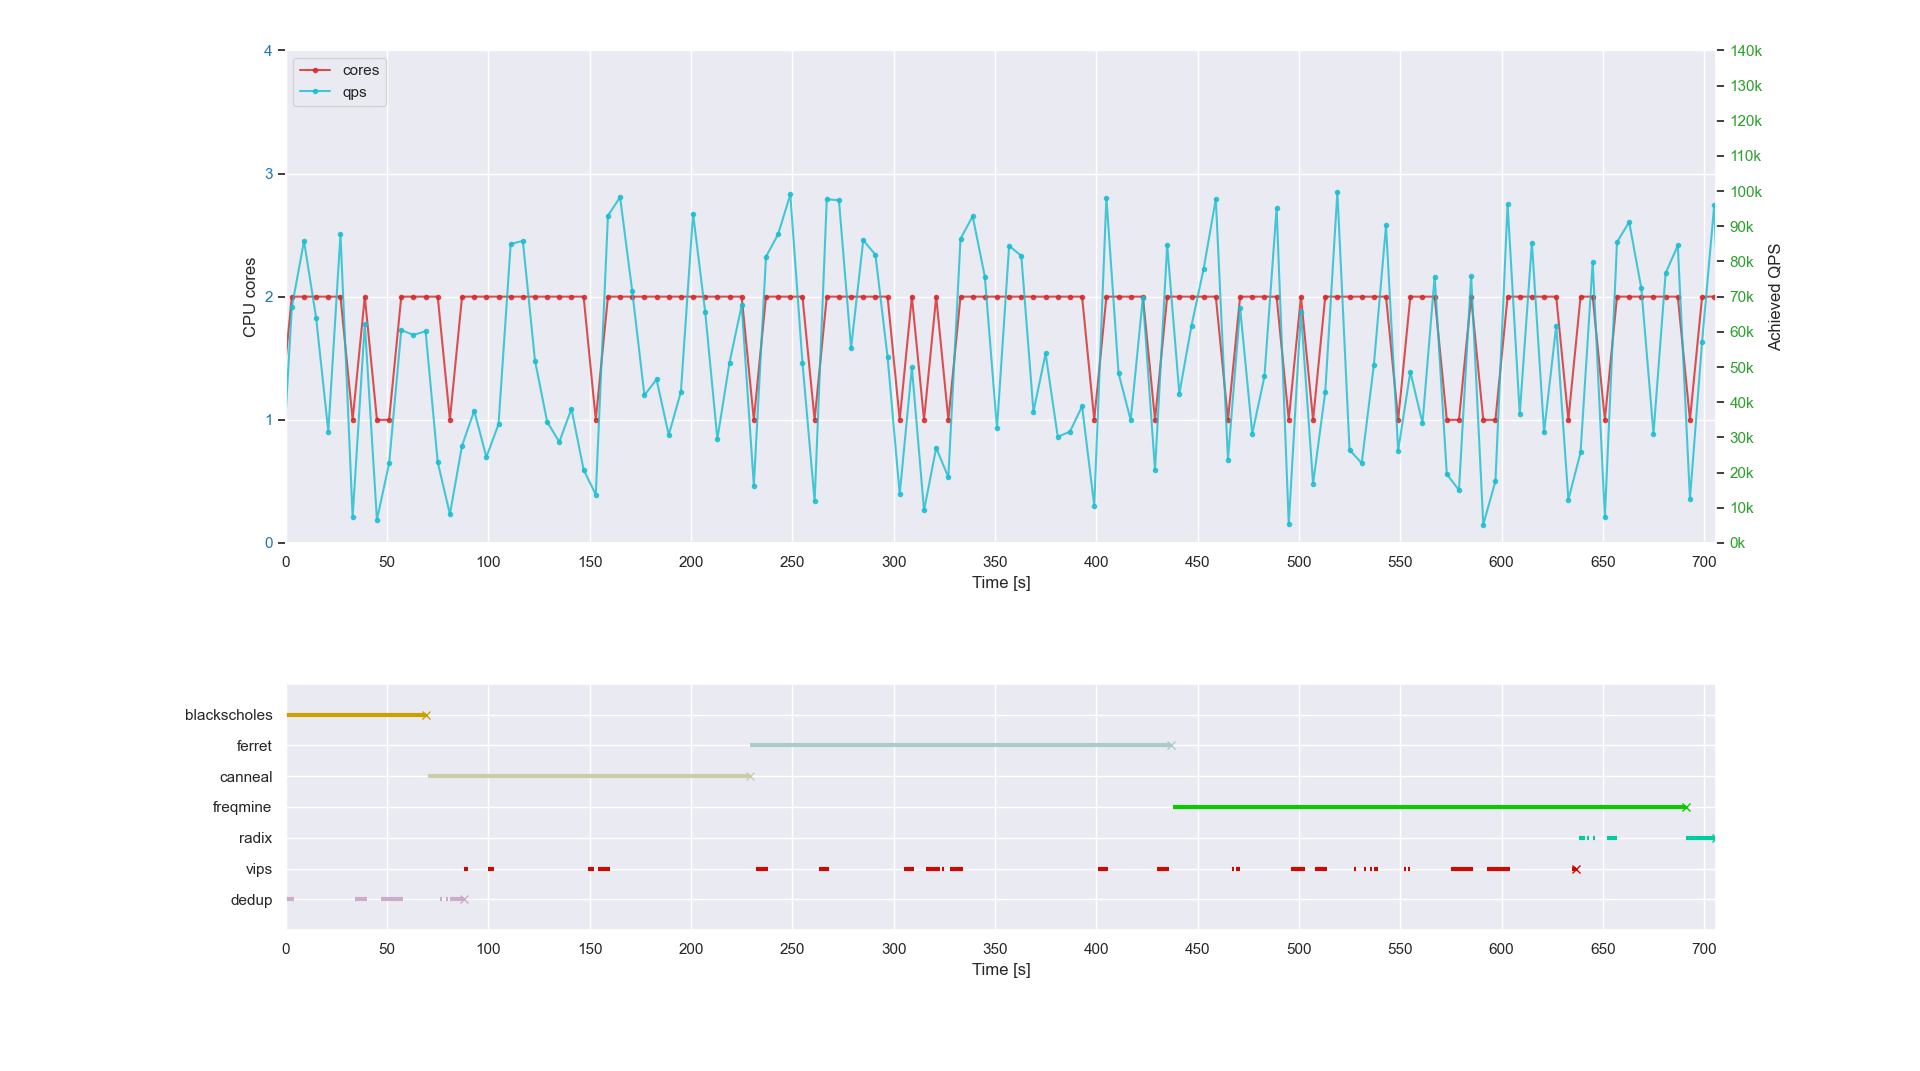 4
3
2
1
0
CPU cores
cores
qps
140k
130k
120k
110k
100k
90k
80k
70k
60k
50k
40k
30k
20k
10k
0k
Achieved QPS
0 50 100 150 200 250 300 350 400 450 500 550 600 650 700
Time [s]
blackscholes
ferret
canneal
freqmine
radix
vips
dedup
0 50 100 150 200 250 300 350 400 450 500 550 600 650 700
Time [s]